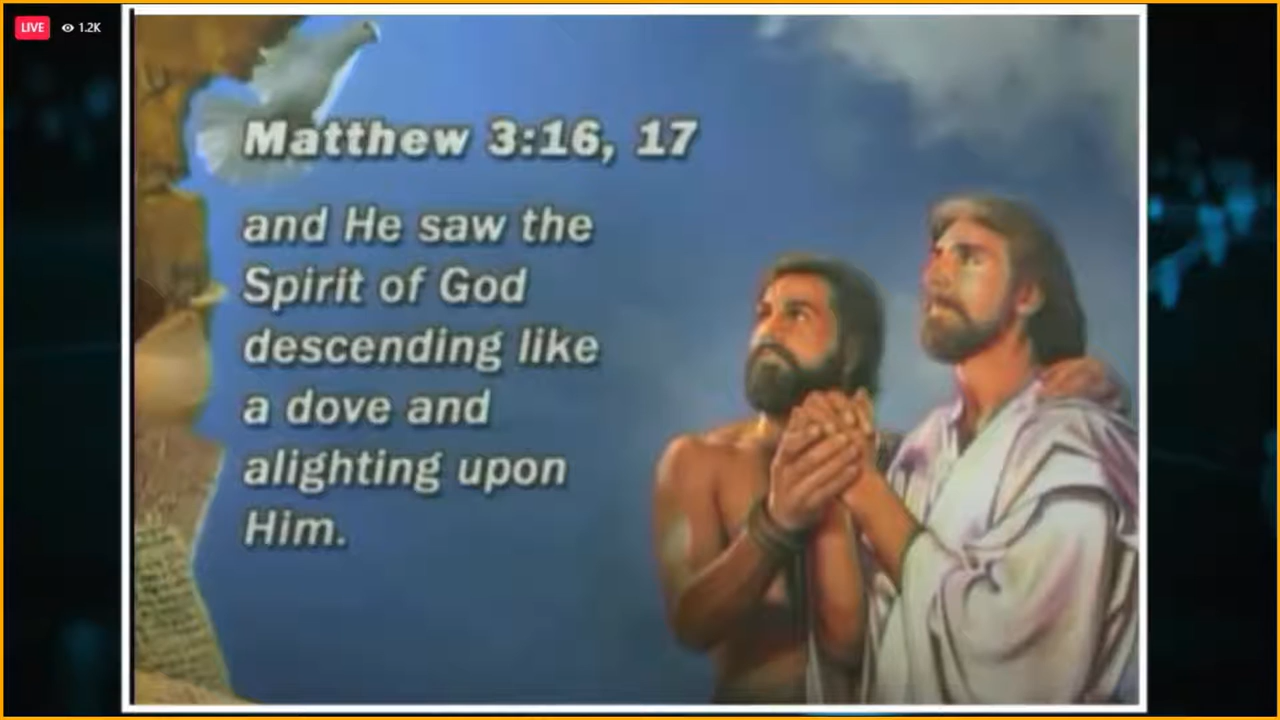 LIVE 1.2K
Matthew 3:16, 17
and He saw the
Spirit of God
descending like
a dove and
alighting upon
Him.